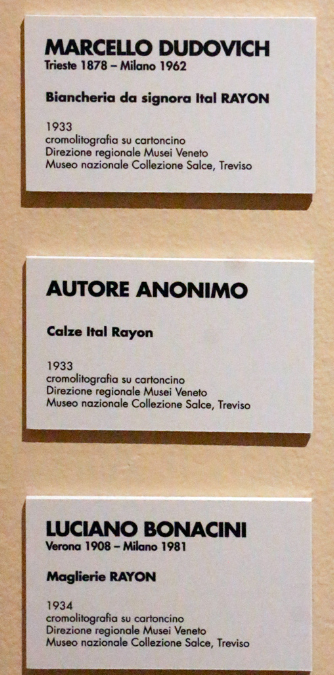 MARCELLO DUDOVICH
Trieste 1878 – Milano 1962
Biancheria da signora Ital RAYON
1933
cromolitografia su cartoncino
Direzione regionale Musei Veneto
Museo nazionale Collezione Salce, Treviso
AUTORE ANONIMO
Calze Ital Rayon
1933
cromolitografia su cartoncino
Direzione regionale Musei Veneto
Museo nazionale Collezione Salce, Treviso
LUCIANO BONACINI
Verona 1908 – Milano 1981
Maglierie RAYON
1934
cromolitografia su cartoncino
Direzione regionale Musei Veneto
Museo nazionale Collezione Salce, Treviso